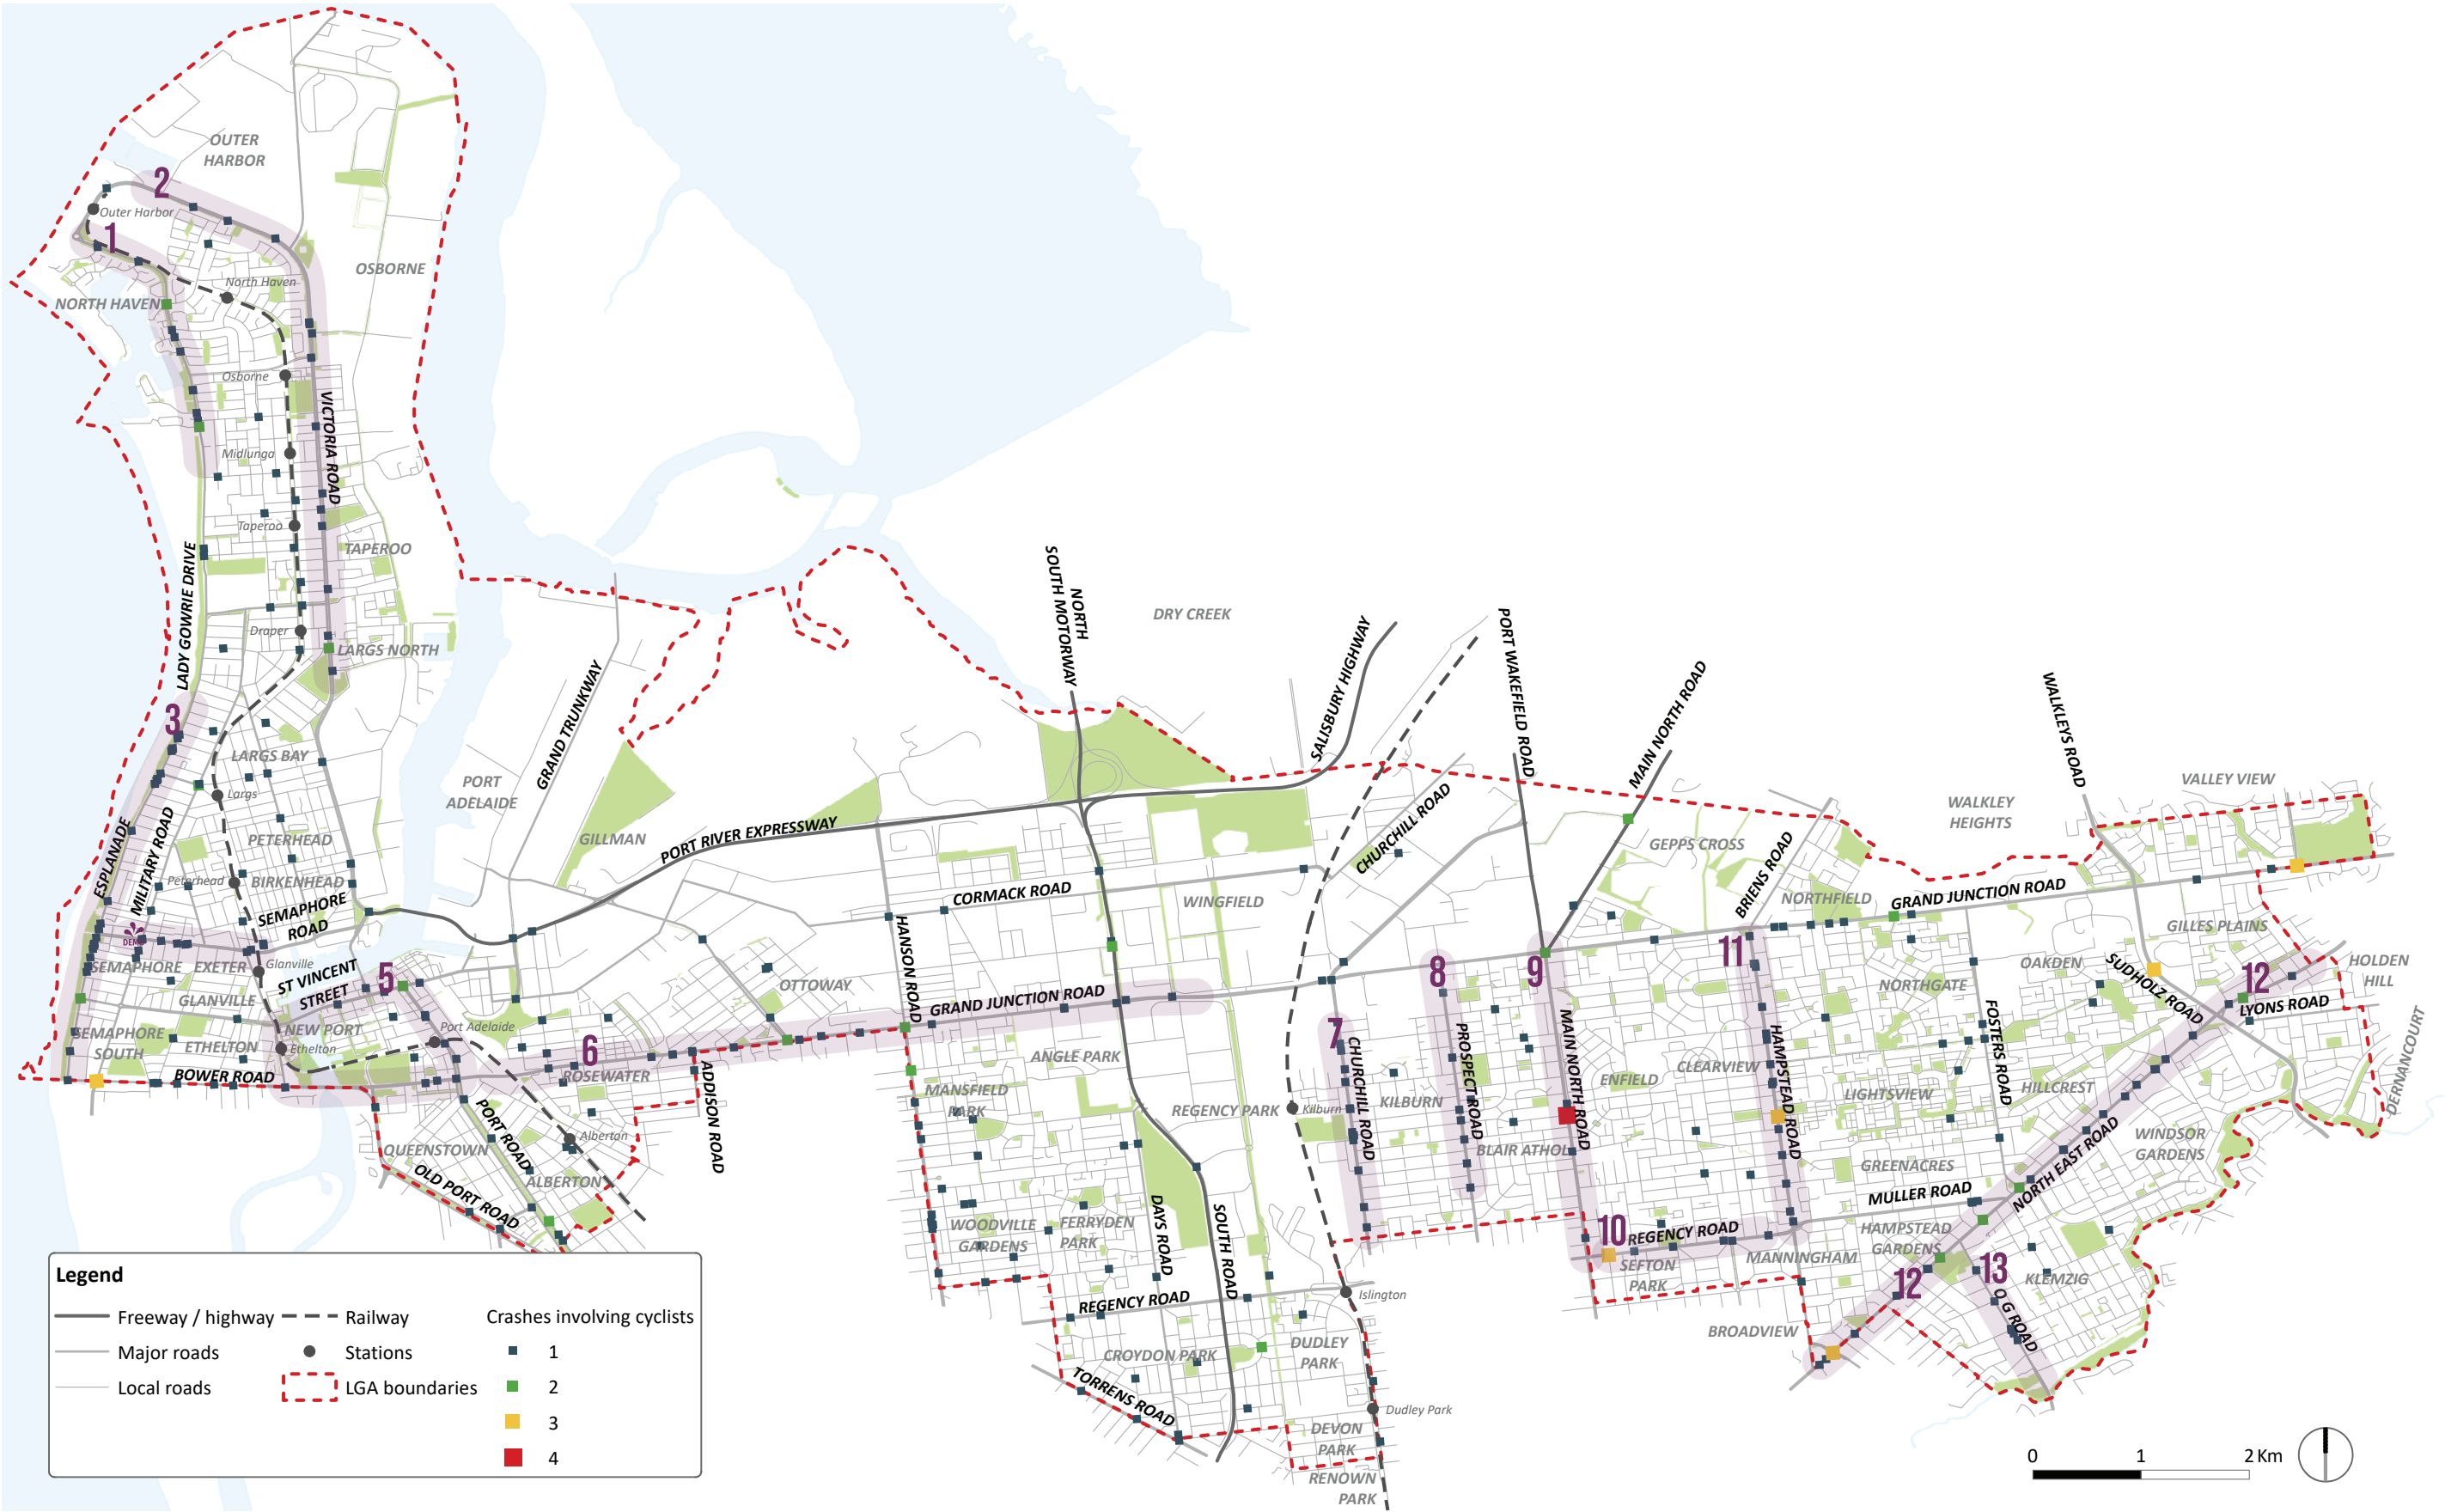 OUTER
HARBOR
2
Outer Harbor
1
OSBORNE
North Haven
NORTH HAVEN
Osborne
VICTORIA ROAD
Midlunga
Taperoo
TAPEROO
LADY GOWRIE DRIVE
Draper
LARGS NORTH
3
LARGS BAY
Largs
PORT
ADELAIDE
GRAND TRUNKWAY
GILLMAN
PORT RIVER EXPRESSWAY
ESPLANADE
MILITARY ROAD
PETERHEAD
Peterhead
BIRKENHEAD
SEMAPHORE
ROAD
SEMAPHORE
EXETER
Glanville
ST VINCENT
STREET
5
GLANVILLE
NEW PORT
Port Adelaide
SEMAPHORE
SOUTH
ETHELTON
Ethelton
BOWER ROAD
6
ROSEWATER
OTTOWAY
ADDISON ROAD
PORT ROAD
Alberton
QUEENSTOWN
OLD PORT ROAD
ALBERTON
NORTH
SOUTH MOTORWAY
DRY CREEK
SALISBURY HIGHWAY
PORT WAKEFIELD ROAD
MAIN NORTH ROAD
CHURCHILL ROAD
CORMACK ROAD
WINGFIELD
HANSON ROAD
GRAND JUNCTION ROAD
ANGLE PARK
MANSFIELD
PARK
REGENCY PARK
Kilburn
WOODVILLE
GARDENS
FERRYDEN
PARK
DAYS ROAD
SOUTH ROAD
REGENCY ROAD
Islington
CROYDON PARK
DUDLEY
PARK
TORRENS ROAD
Dudley Park
DEVON
PARK
RENOWN
PARK
7
CHURCHILL ROAD
KILBURN
8
PROSPECT ROAD
9
MAIN NORTH ROAD
BLAIR ATHOL
ENFIELD
CLEARVIEW
10
REGENCY ROAD
SEFTON
PARK
MANNINGHAM
BROADVIEW
GEPPS CROSS
BRIENS ROAD
11
HAMPSTEAD ROAD
NORTHFIELD
GRAND JUNCTION ROAD
WALKLEY
HEIGHTS
WALKLEYS ROAD
VALLEY VIEW
GILLES PLAINS
OAKDEN
SUDHOLZ ROAD
12
HOLDEN
HILL
LYONS ROAD
NORTHGATE
FOSTERS ROAD
LIGHTSVIEW
HILLCREST
DERNANCOURT
WINDSOR
GARDENS
GREENACRES
MULLER ROAD
NORTH EAST ROAD
HAMPSTEAD
GARDENS
12
13
KLEMZIG
O G ROAD
Legend
Freeway / highway
Major roads
Local roads
Railway
Stations
LGA boundaries
Crashes involving cyclists
1
2
3
4
0 1 2 Km